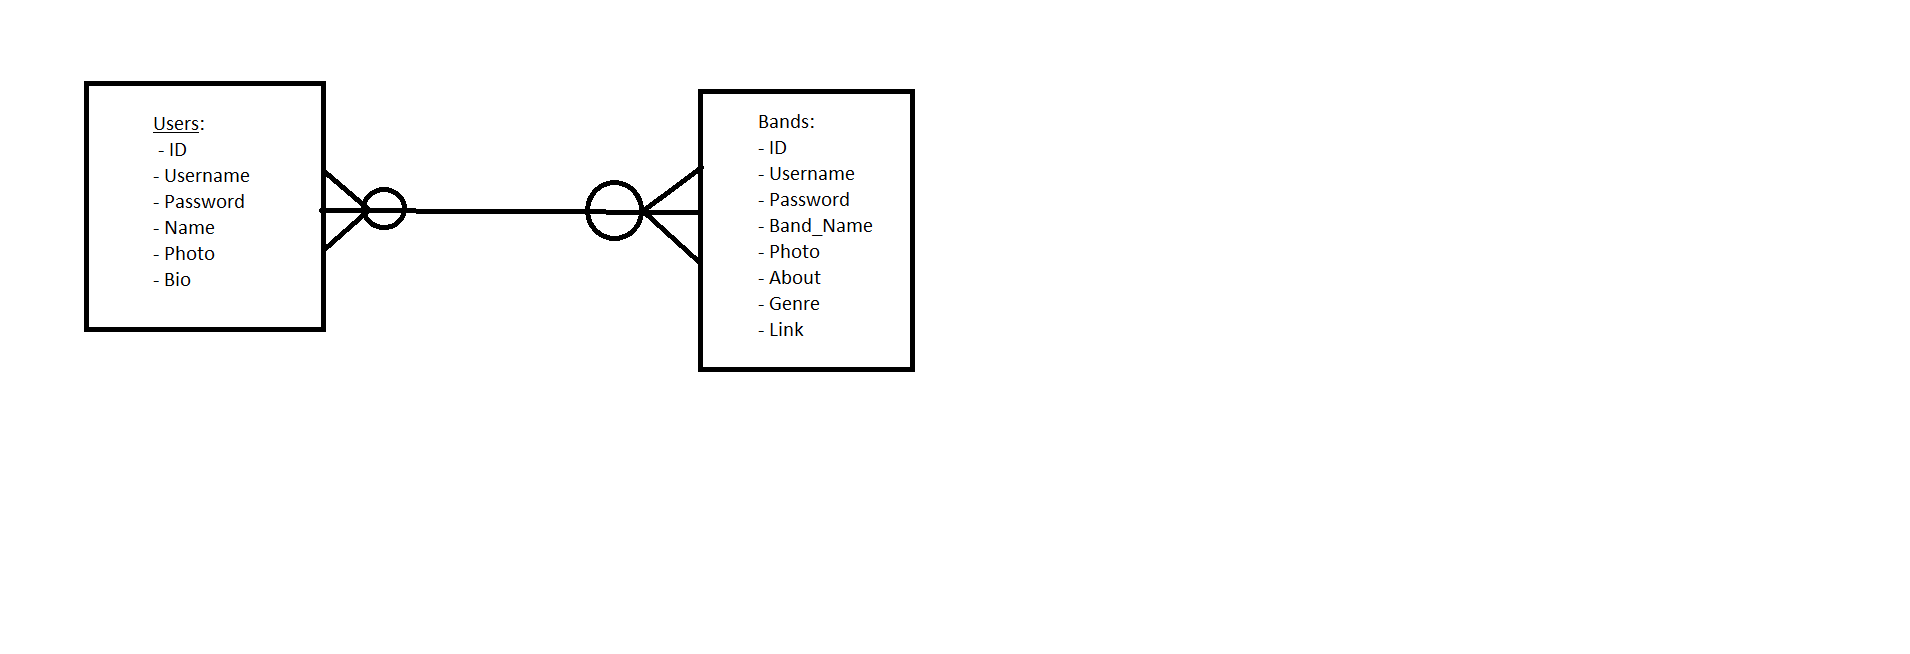 Users:
- ID
- Username
- Password
- Name
- Photo
- Bio
Bands:
- ID
- Username
- Password
- Band_Name
- Photo
- About
- Genre
- Link